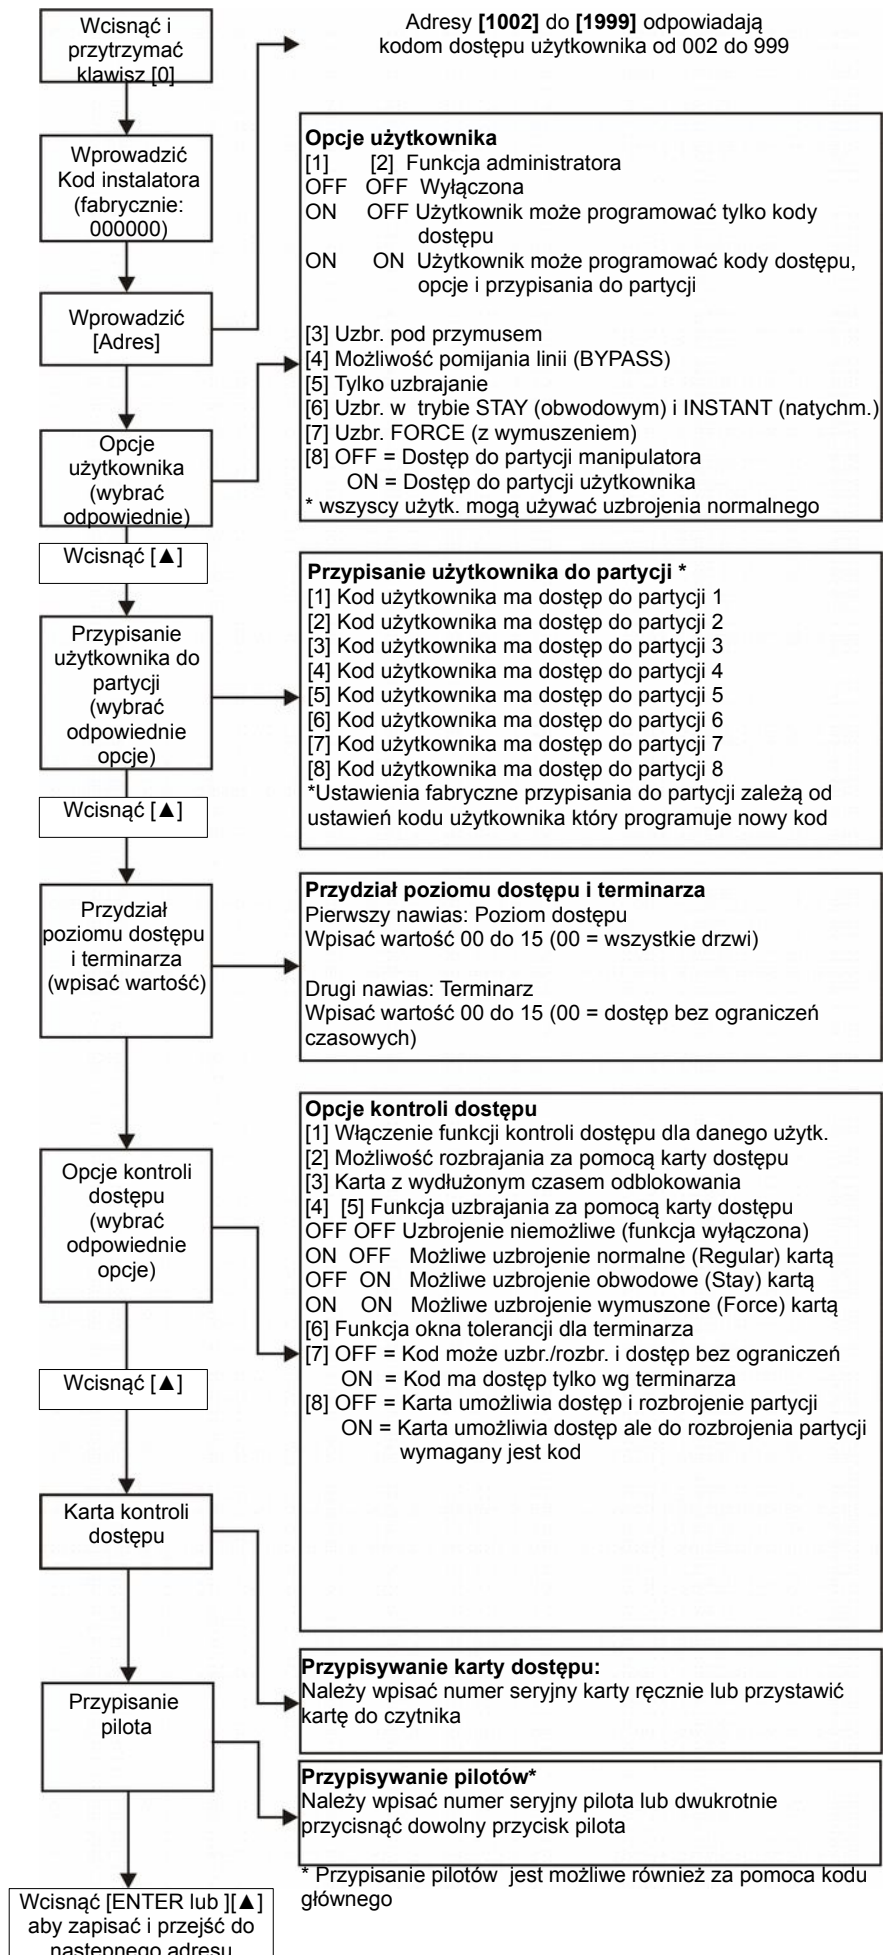 Wcisnąć i
przytrzymać
klawisz [0]
Adresy [1002] do [1999] odpowiadają
kodom dostępu użytkownika od 002 do 999
Wprowadzić
Kod instalatora
(fabrycznie:
000000)
Wprowadzić
[Adres]
Opcje
użytkownika
(wybrać
odpowiednie)
Opcje użytkownika
[1] [2] Funkcja administratora
OFF OFF Wyłączona
ON OFF Użytkownik może programować tylko kody
dostępu
ON ON Użytkownik może programować kody dostępu,
opcje i przypisania do partycji
[3] Uzbr. pod przymusem
[4] Możliwość pomijania linii (BYPASS)
[5] Tylko uzbrajanie
[6] Uzbr. w trybie STAY (obwodowym) i INSTANT (natychm.)
[7] Uzbr. FORCE (z wymuszeniem)
[8] OFF = Dostęp do partycji manipulatora
ON = Dostęp do partycji użytkownika
* wszyscy użytk. mogą używać uzbrojenia normalnego
Wcisnąć [▲]
Przypisanie
użytkownika do
partycji
(wybrać
odpowiednie
opcje)
Przypisanie użytkownika do partycji *
[1] Kod użytkownika ma dostęp do partycji 1
[2] Kod użytkownika ma dostęp do partycji 2
[3] Kod użytkownika ma dostęp do partycji 3
[4] Kod użytkownika ma dostęp do partycji 4
[5] Kod użytkownika ma dostęp do partycji 5
[6] Kod użytkownika ma dostęp do partycji 6
[7] Kod użytkownika ma dostęp do partycji 7
[8] Kod użytkownika ma dostęp do partycji 8
*Ustawienia fabryczne przypisania do partycji zależą od
ustawień kodu użytkownika który programuje nowy kod
Wcisnąć [▲]
Przydział
poziomu dostępu
i terminarza
(wpisać wartość)
Przydział poziomu dostępu i terminarza
Pierwszy nawias: Poziom dostępu
Wpisać wartość 00 do 15 (00 = wszystkie drzwi)
Drugi nawias: Terminarz
Wpisać wartość 00 do 15 (00 = dostęp bez ograniczeń
czasowych)
Opcje kontroli
dostępu
(wybrać
odpowiednie
opcje)
Opcje kontroli dostępu
[1] Włączenie funkcji kontroli dostępu dla danego użytk.
[2] Możliwość rozbrajania za pomocą karty dostępu
[3] Karta z wydłużonym czasem odblokowania
[4] [5] Funkcja uzbrajania za pomocą karty dostępu
OFF OFF Uzbrojenie niemożliwe (funkcja wyłączona)
ON OFF Możliwe uzbrojenie normalne (Regular) kartą
OFF ON Możliwe uzbrojenie obwodowe (Stay) kartą
ON ON Możliwe uzbrojenie wymuszone (Force) kartą
[6] Funkcja okna tolerancji dla terminarza
[7] OFF = Kod może uzbr./rozbr. i dostęp bez ograniczeń
ON = Kod ma dostęp tylko wg terminarza
[8] OFF = Karta umożliwia dostęp i rozbrojenie partycji
ON = Karta umożliwia dostęp ale do rozbrojenia partycji
wymagany jest kod
Wcisnąć [▲]
Karta kontroli
dostępu
Przypisywanie karty dostępu:
Należy wpisać numer seryjny karty ręcznie lub przystawić
kartę do czytnika
Przypisanie
pilota
Przypisywanie pilotów*
Należy wpisać numer seryjny pilota lub dwukrotnie
przycisnąć dowolny przycisk pilota
* Przypisanie pilotów jest możliwe również za pomoca kodu
głównego
Wcisnąć [ENTER lub ][▲]
aby zapisać i przejść do
następnego adresu